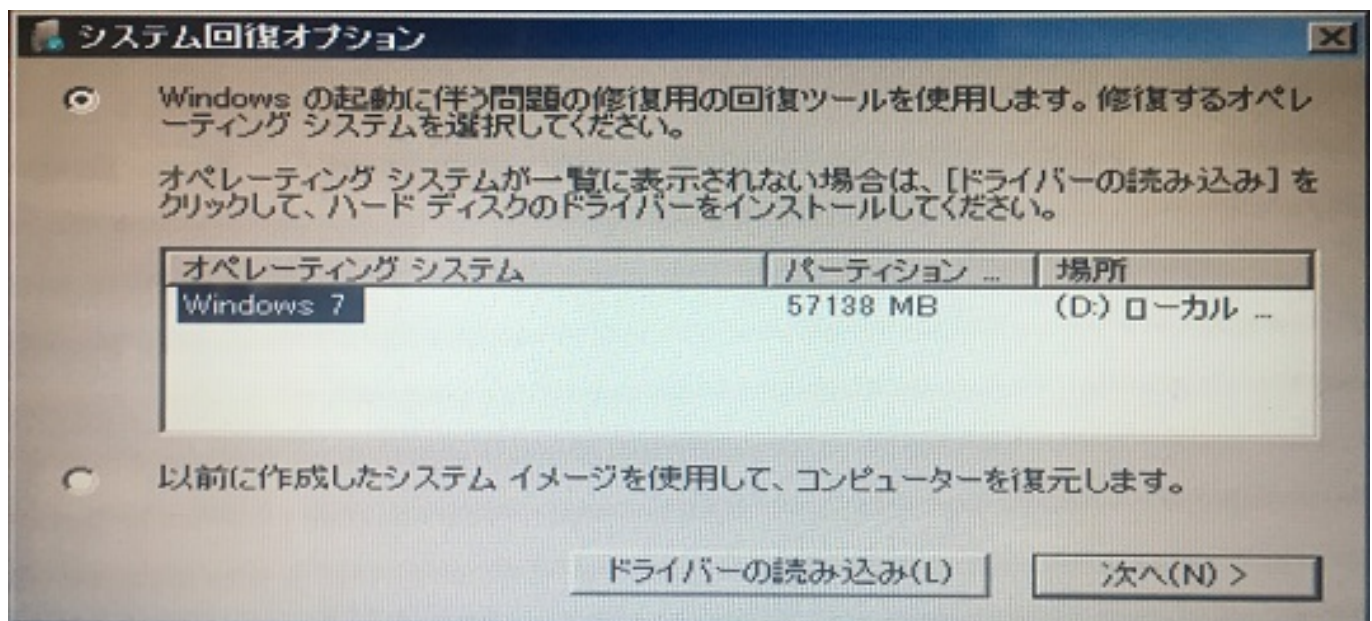 システム回復オプション
Windows の起動に伴う問題の修復用の回復ツールを使用します。修復するオペレ
ーティング システムを選択してください。
オペレーティング システムが一覧に表示されない場合は、[ドライバーの読み込み] を
クリックして、ハード ディスクのドライバーをインストールしてください。
オペレーティング システム パーティション ... 場所
Windows 7 57138 MB (D:) ローカル ...
以前に作成したシステム イメージを使用して、コンピューターを復元します。
ドライバーの読み込み(L) 次へ(N) >